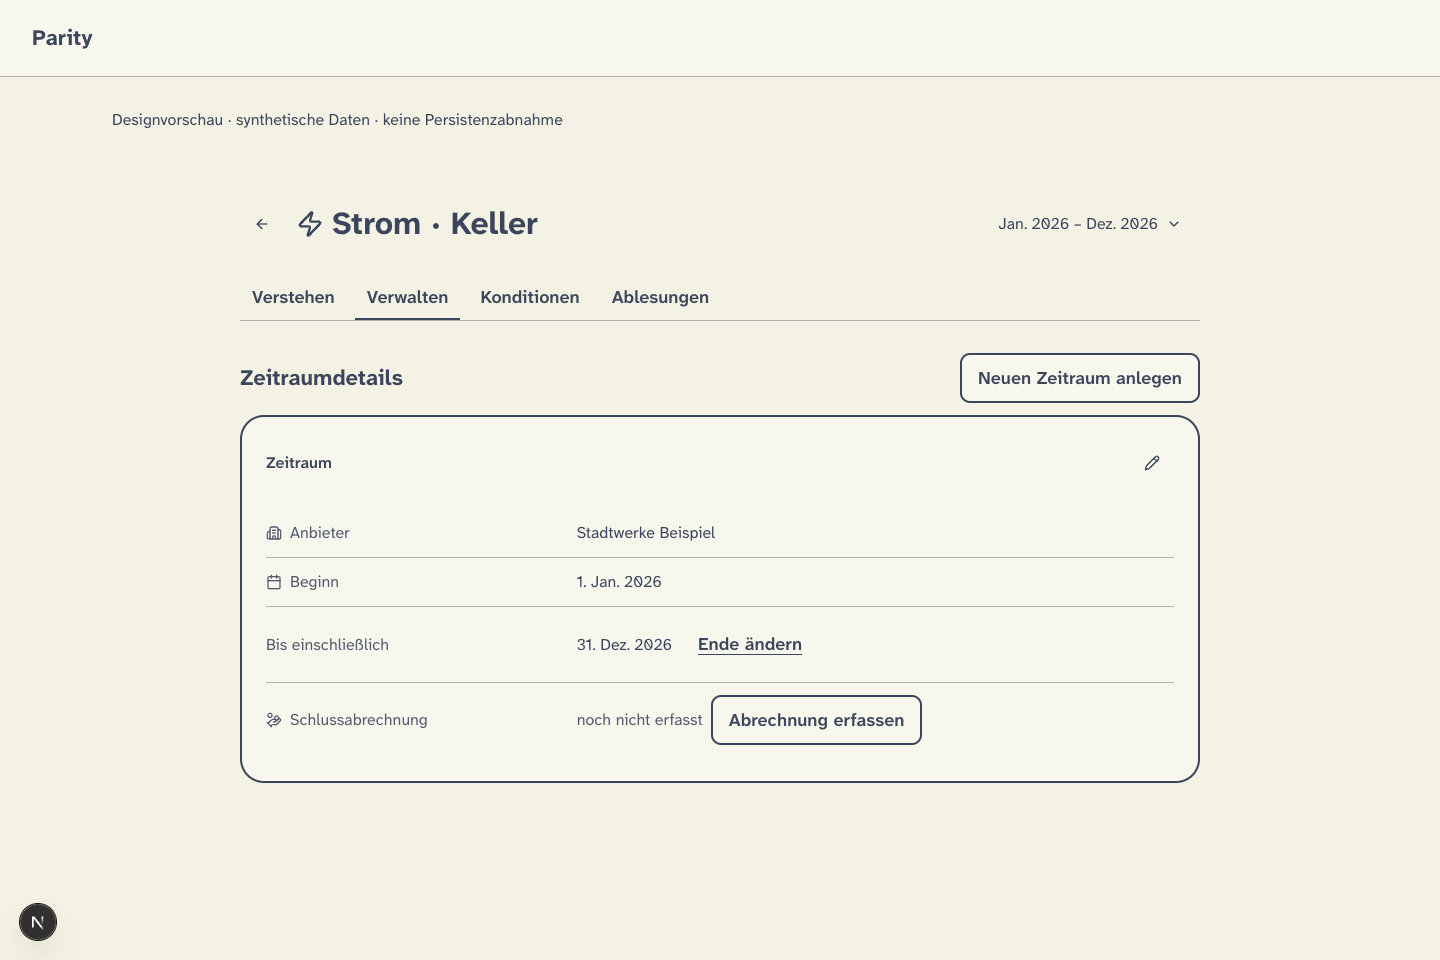 Parity
Designvorschau · synthetische Daten · keine Persistenzabnahme
Strom · Keller
Jan. 2026 – Dez. 2026
Verstehen Verwalten Konditionen Ablesungen
Zeitraumdetails
Neuen Zeitraum anlegen
Zeitraum
Anbieter Stadtwerke Beispiel
Beginn 1. Jan. 2026
Bis einschließlich 31. Dez. 2026 Ende ändern
Schlussabrechnung noch nicht erfasst Abrechnung erfassen
N